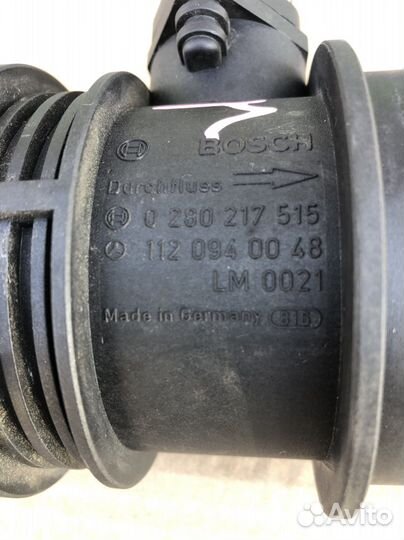 BOSCH
Durchfluss
0 280 217 515
112 094 00 48
LM 0021
Made in Germany 816
Avito